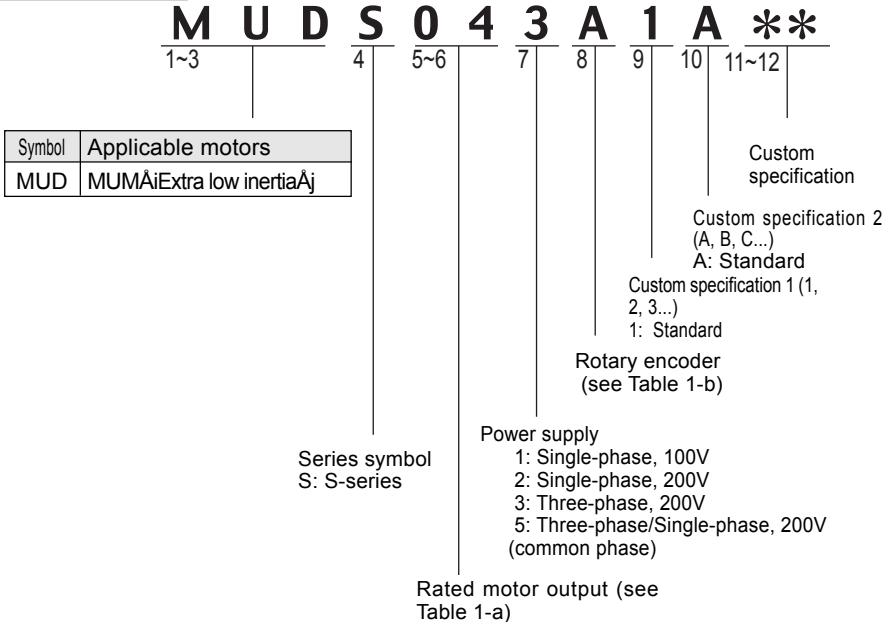 M U D S 0 4 3 A 1 A **
1~3 4 5~6 7 8 9 10 11~12
Symbol Applicable motors
MUD MUMÅiExtra low inertiaÅj
Custom
specification
Custom specification 2
(A, B, C...)
A: Standard
Custom specification 1 (1,
2, 3...)
1: Standard
Rotary encoder
(see Table 1-b)
Power supply
1: Single-phase, 100V
2: Single-phase, 200V
3: Three-phase, 200V
5: Three-phase/Single-phase, 200V
(common phase)
Series symbol
S: S-series
Rated motor output (see
Table 1-a)